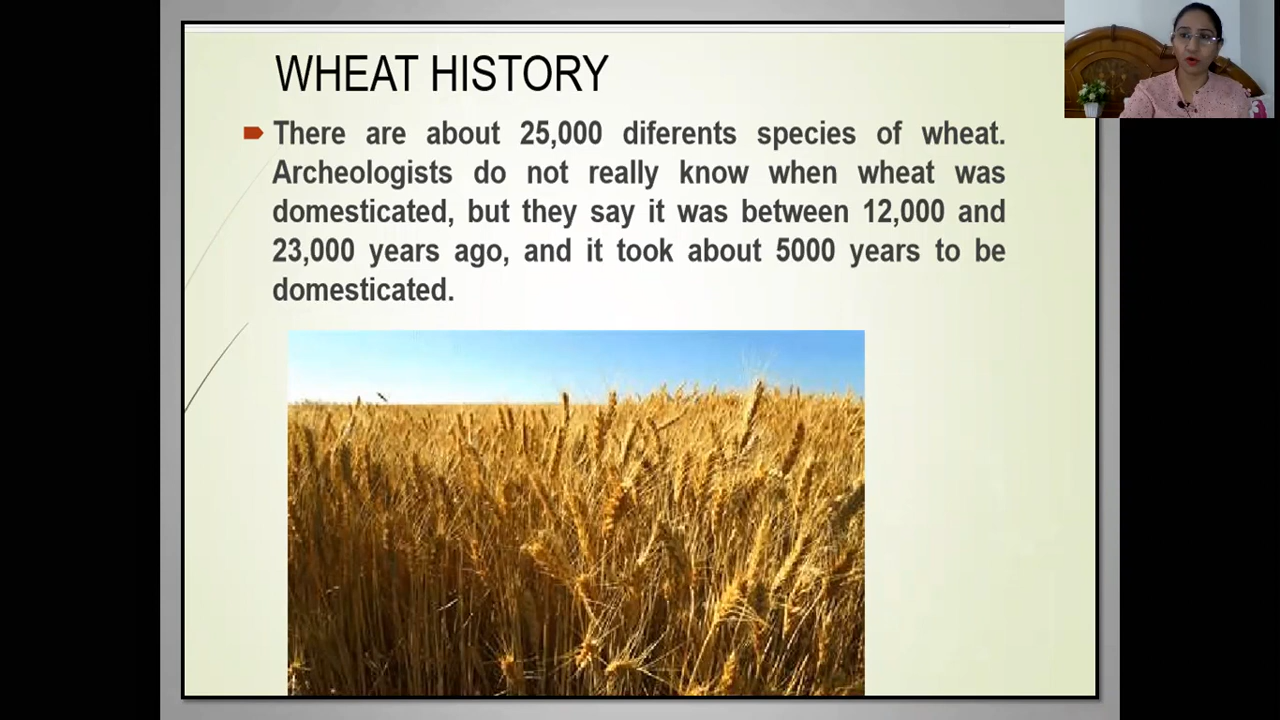 WHEAT HISTORY
There are about 25,000 diferents species of wheat.
Archeologists do not really know when wheat was
domesticated, but they say it was between 12,000 and
23,000 years ago, and it took about 5000 years to be
domesticated.